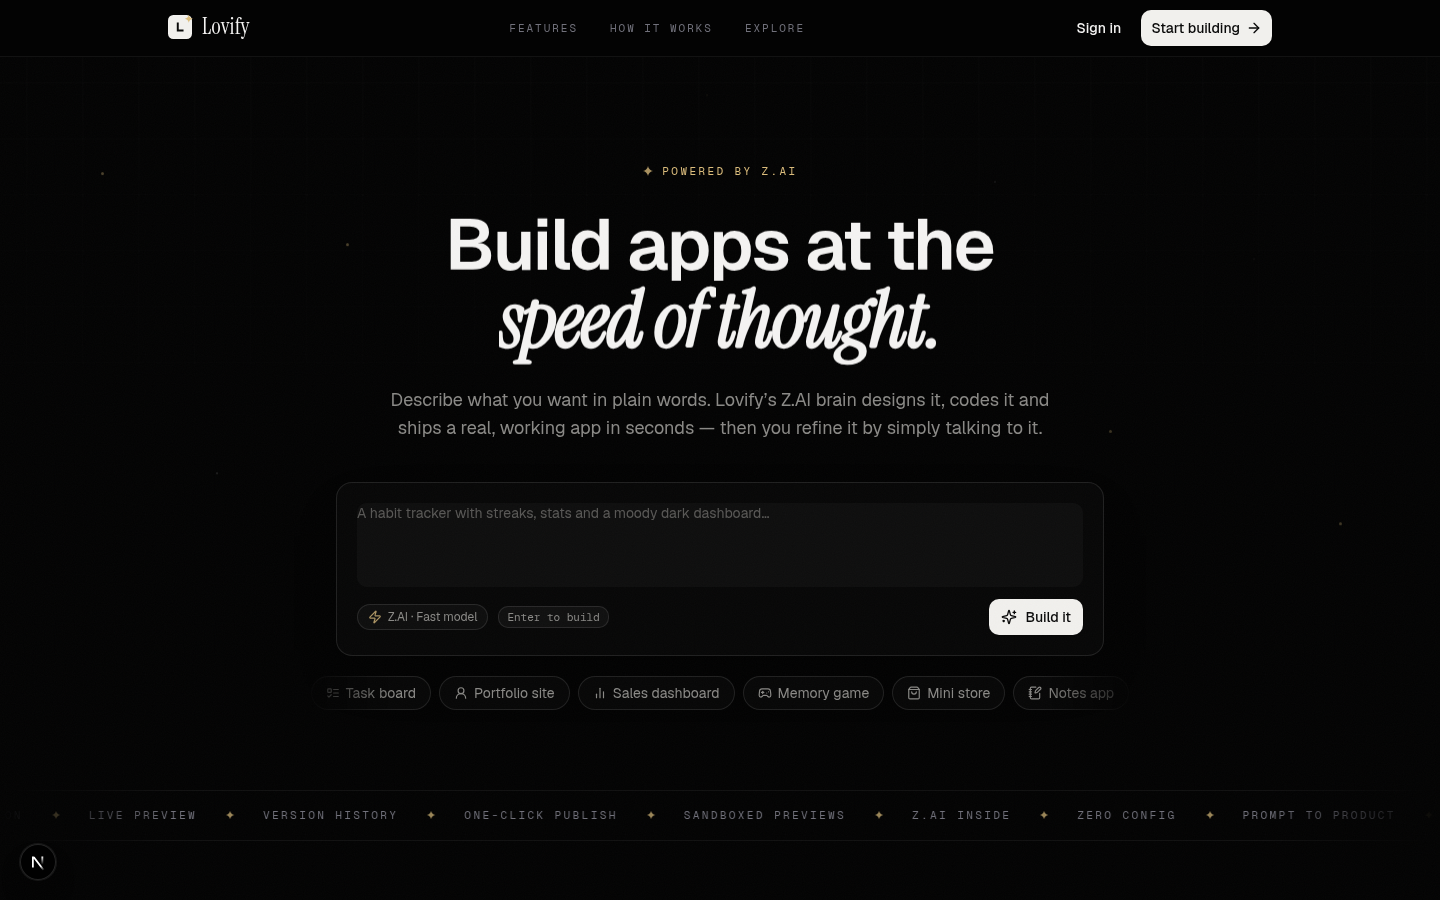 L Lovify
FEATURES HOW IT WORKS EXPLORE
Sign in
Start building
POWERED BY Z.AI
Build apps at the
speed of thought.
Describe what you want in plain words. Lovify’s Z.AI brain designs it, codes it and
ships a real, working app in seconds — then you refine it by simply talking to it.
A habit tracker with streaks, stats and a moody dark dashboard…
Z.AI · Fast model
Enter to build
Build it
Task board
Portfolio site
Sales dashboard
Memory game
Mini store
Notes app
LIVE PREVIEW ✦ VERSION HISTORY ✦ ONE-CLICK PUBLISH ✦ SANDBOXED PREVIEWS ✦ Z.AI INSIDE ✦ ZERO CONFIG ✦ PROMPT TO PRODUCT
N